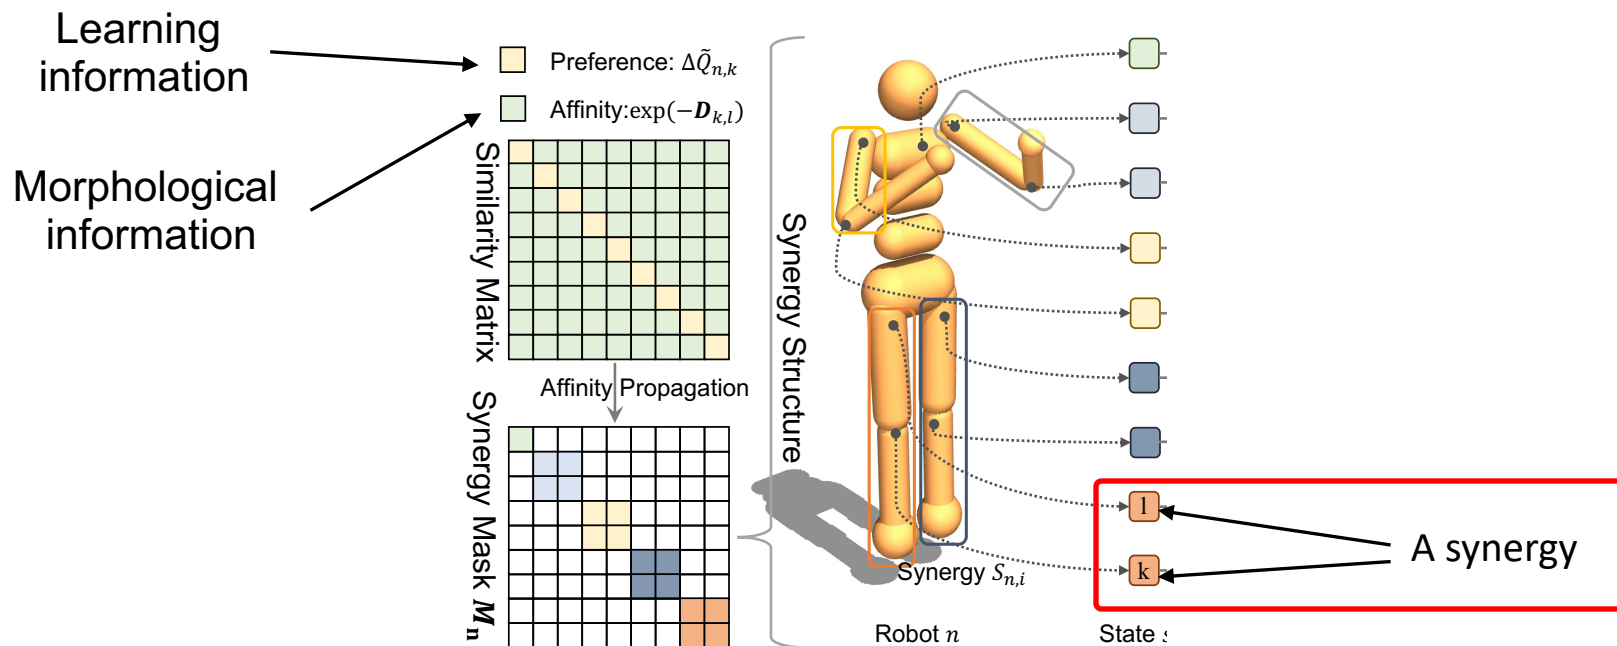 Learning
information
Preference: ΔQ̃n,k
Affinity:exp(−Dk,l)
Morphological
information
Similarity Matrix
Affinity Propagation
Synergy Mask Mn
Synergy Structure
l
k
A synergy
Synergy Sn,i
Robot n
State s